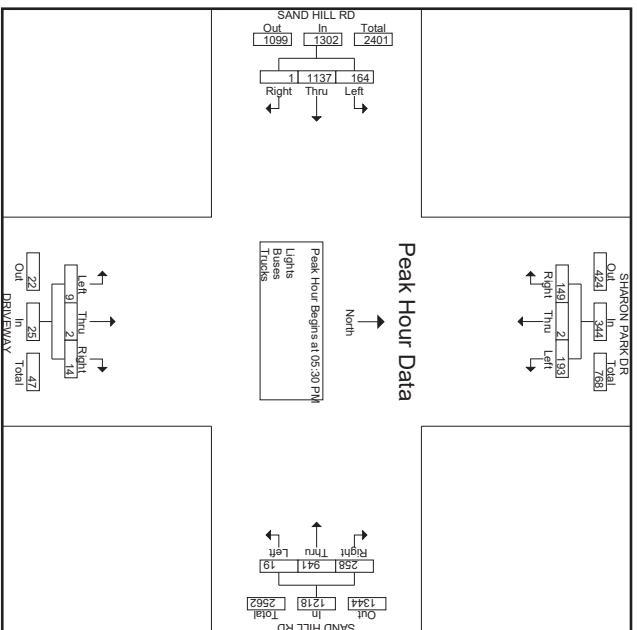 SAND HILL RD
Out In Total
1099 1302 2401
1 1137 164
Right Thru Left
SHARON PARK DR
Out In Total
424 344 768
149 2 193
Right Thru Left
Peak Hour Data
North
Peak Hour Begins at 05:30 PM
Lights
Buses
Trucks
Left Thru Right
9 2 14
22 25 47
Out In Total
DRIVEWAY
Left Thru Right
19 941 258
2562 1218 1344
Total In Out
SAND HILL RD